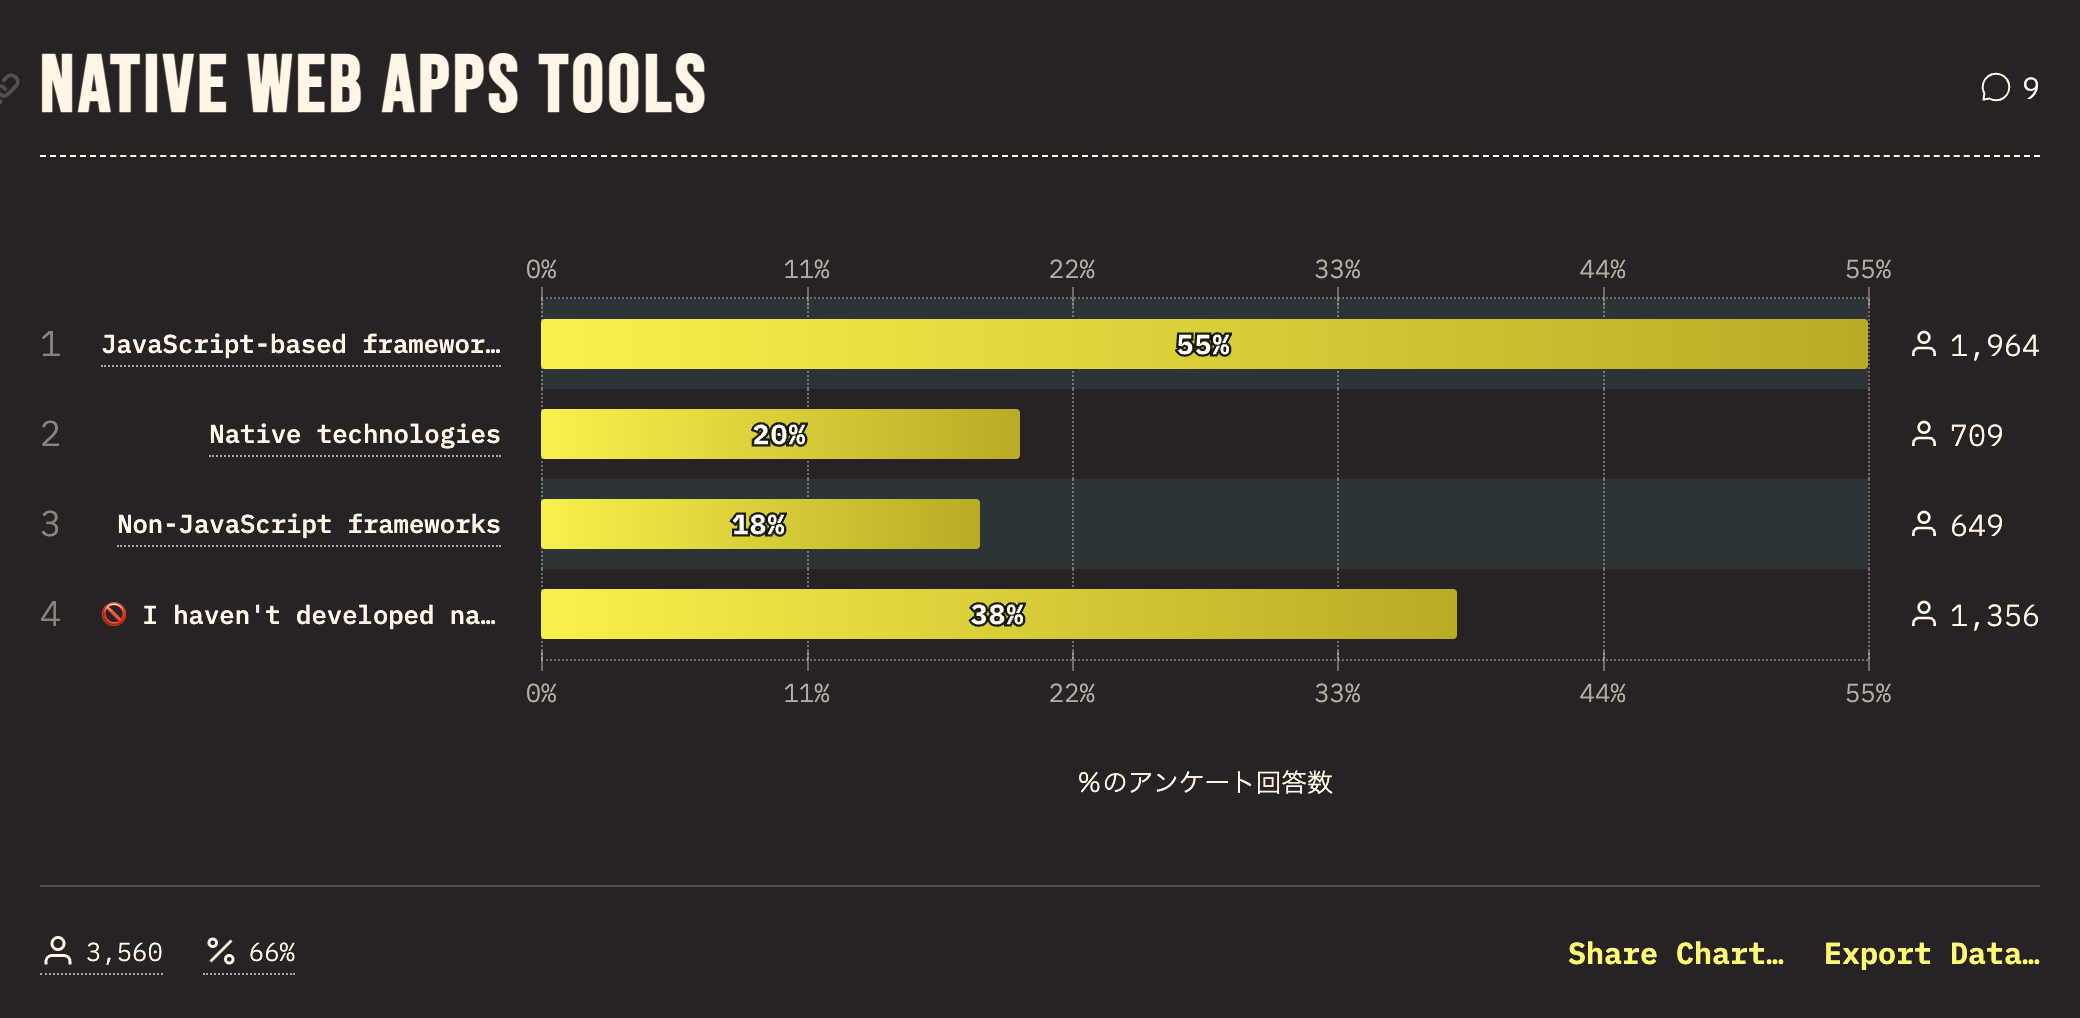 NATIVE WEB APPS TOOLS
9
0% 11% 22% 33% 44% 55%
1 JavaScript-based framewor… 55% 1,964
2 Native technologies 20% 709
3 Non-JavaScript frameworks 18% 649
4 I haven't developed na… 38% 1,356
0% 11% 22% 33% 44% 55%
%のアンケート回答数
3,560 66% Share Chart… Export Data…